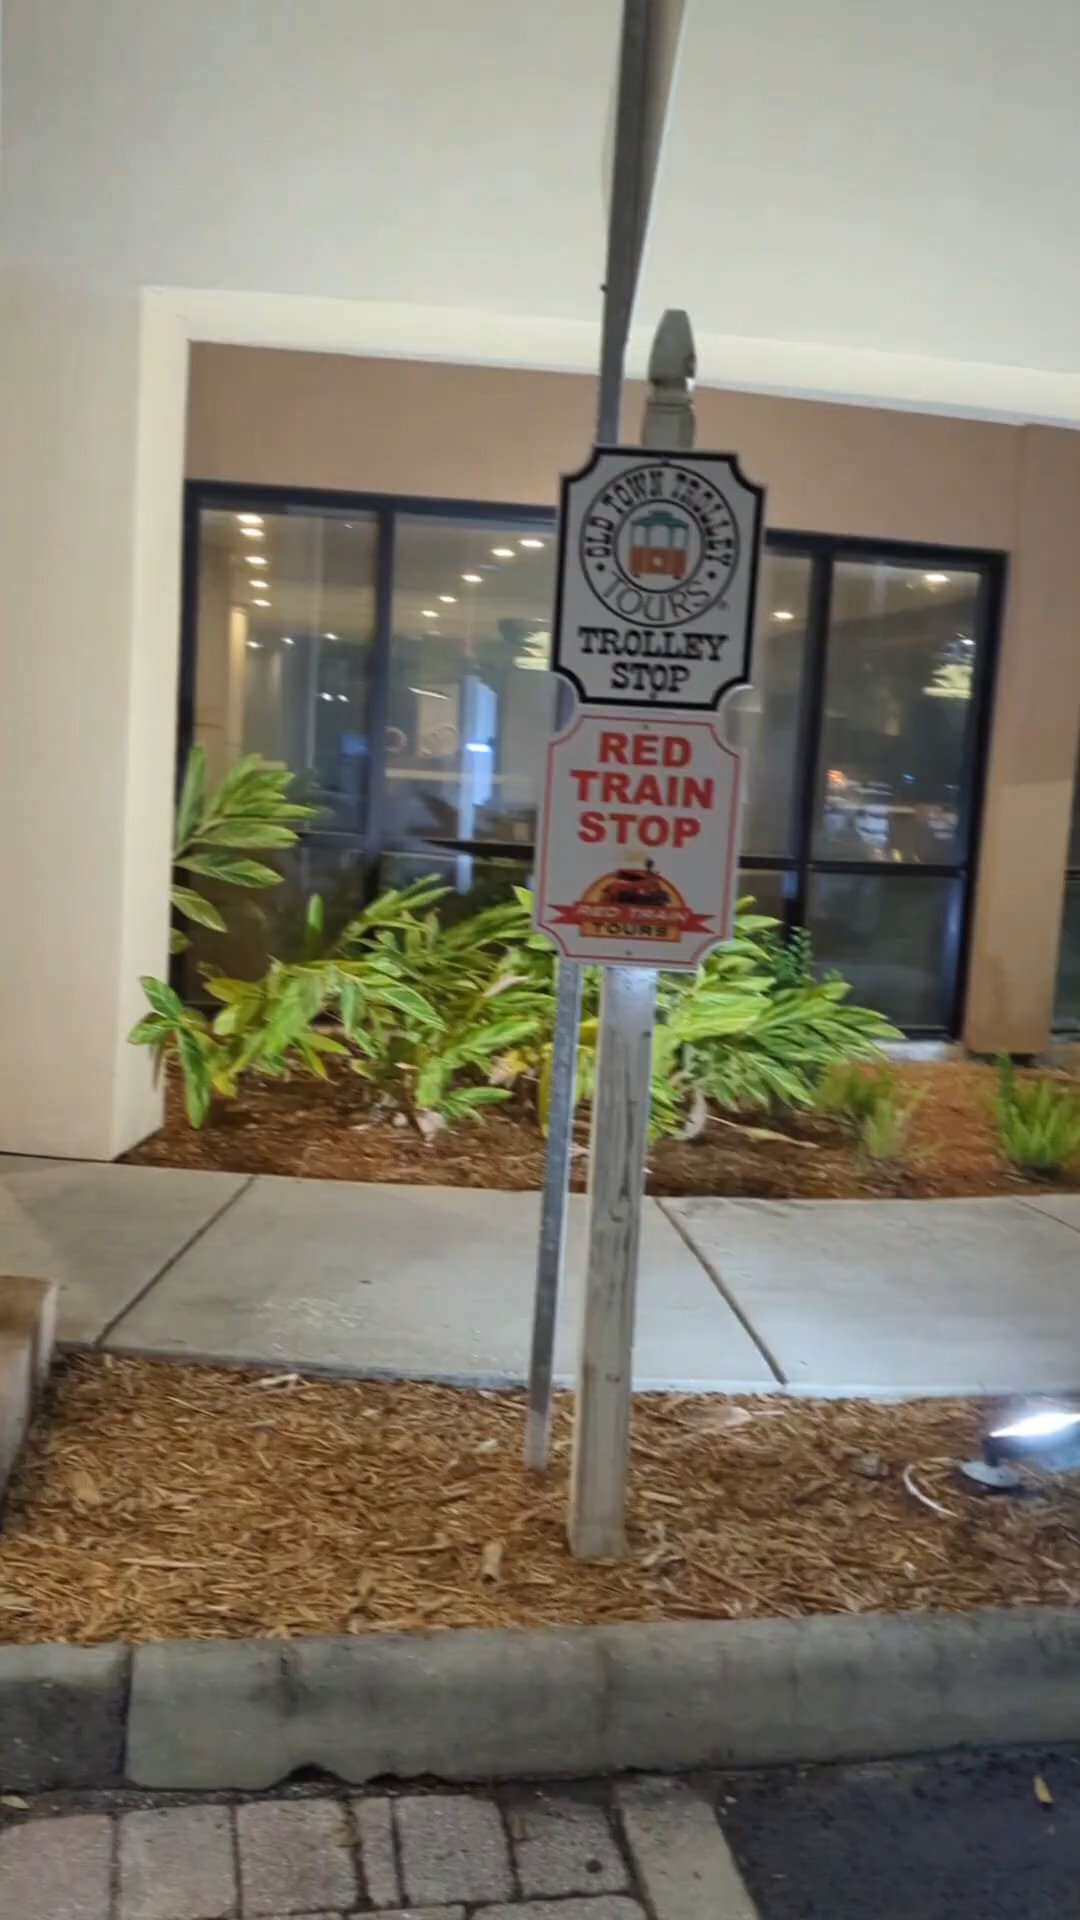 OLD TOWN TROLLEY
TOURS®
TROLLEY
STOP
RED
TRAIN
STOP
RED TRAIN
TOURS